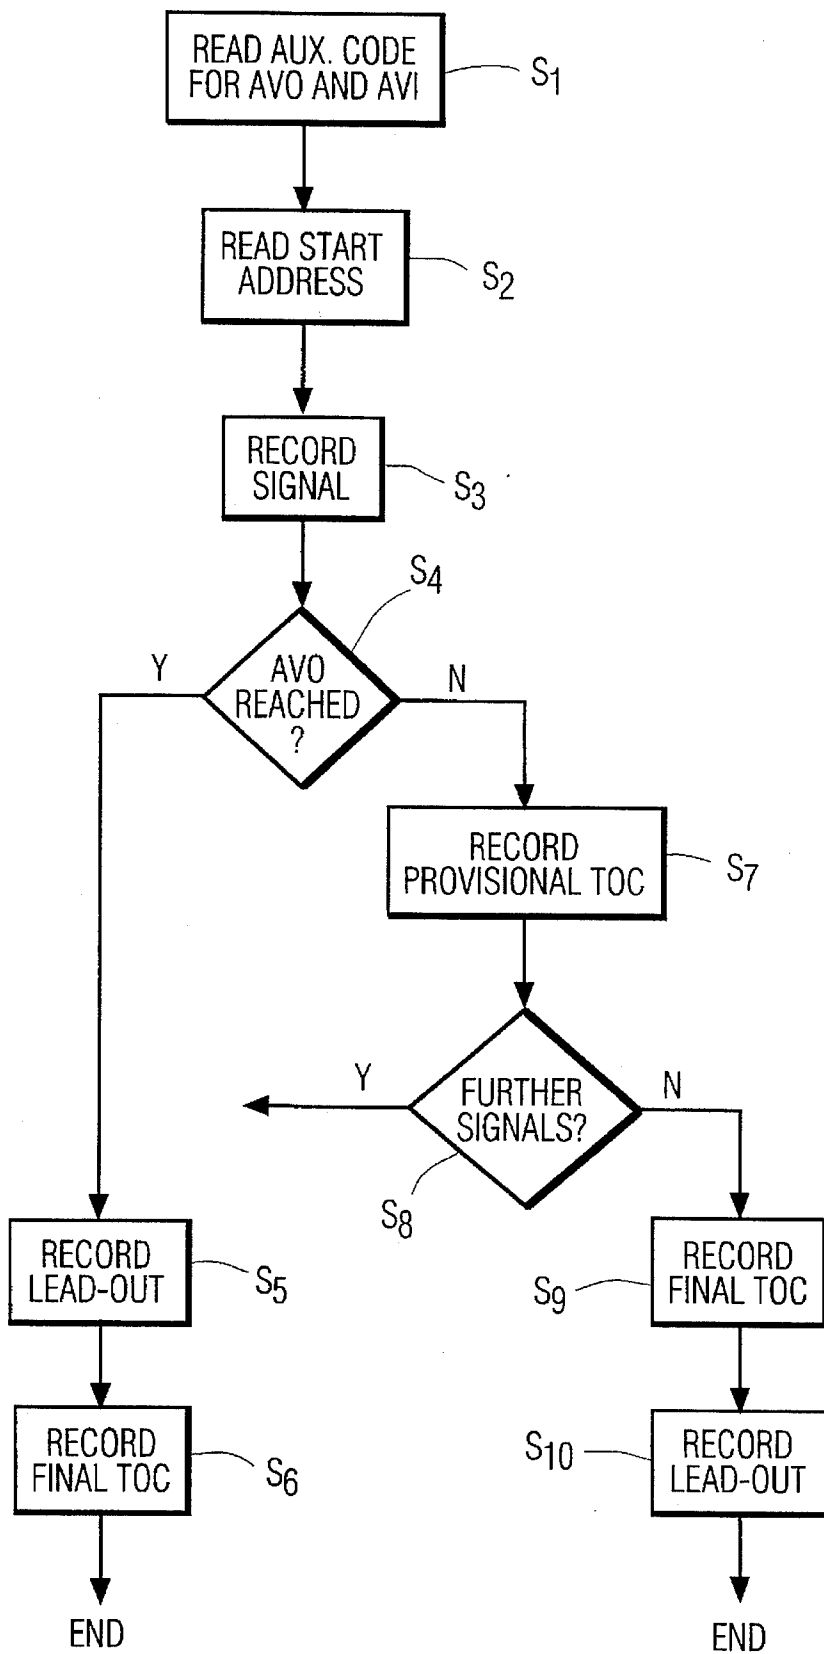 READ AUX. CODE
FOR AVO AND AVI
S1
READ START
ADDRESS
S2
RECORD
SIGNAL
S3
S4
AVO
REACHED
?
Y
N
RECORD
PROVISIONAL TOC
S7
FURTHER
SIGNALS?
Y
N
S8
RECORD
LEAD-OUT
S5
RECORD
FINAL TOC
S9
RECORD
FINAL TOC
S6
RECORD
LEAD-OUT
S10
END
END